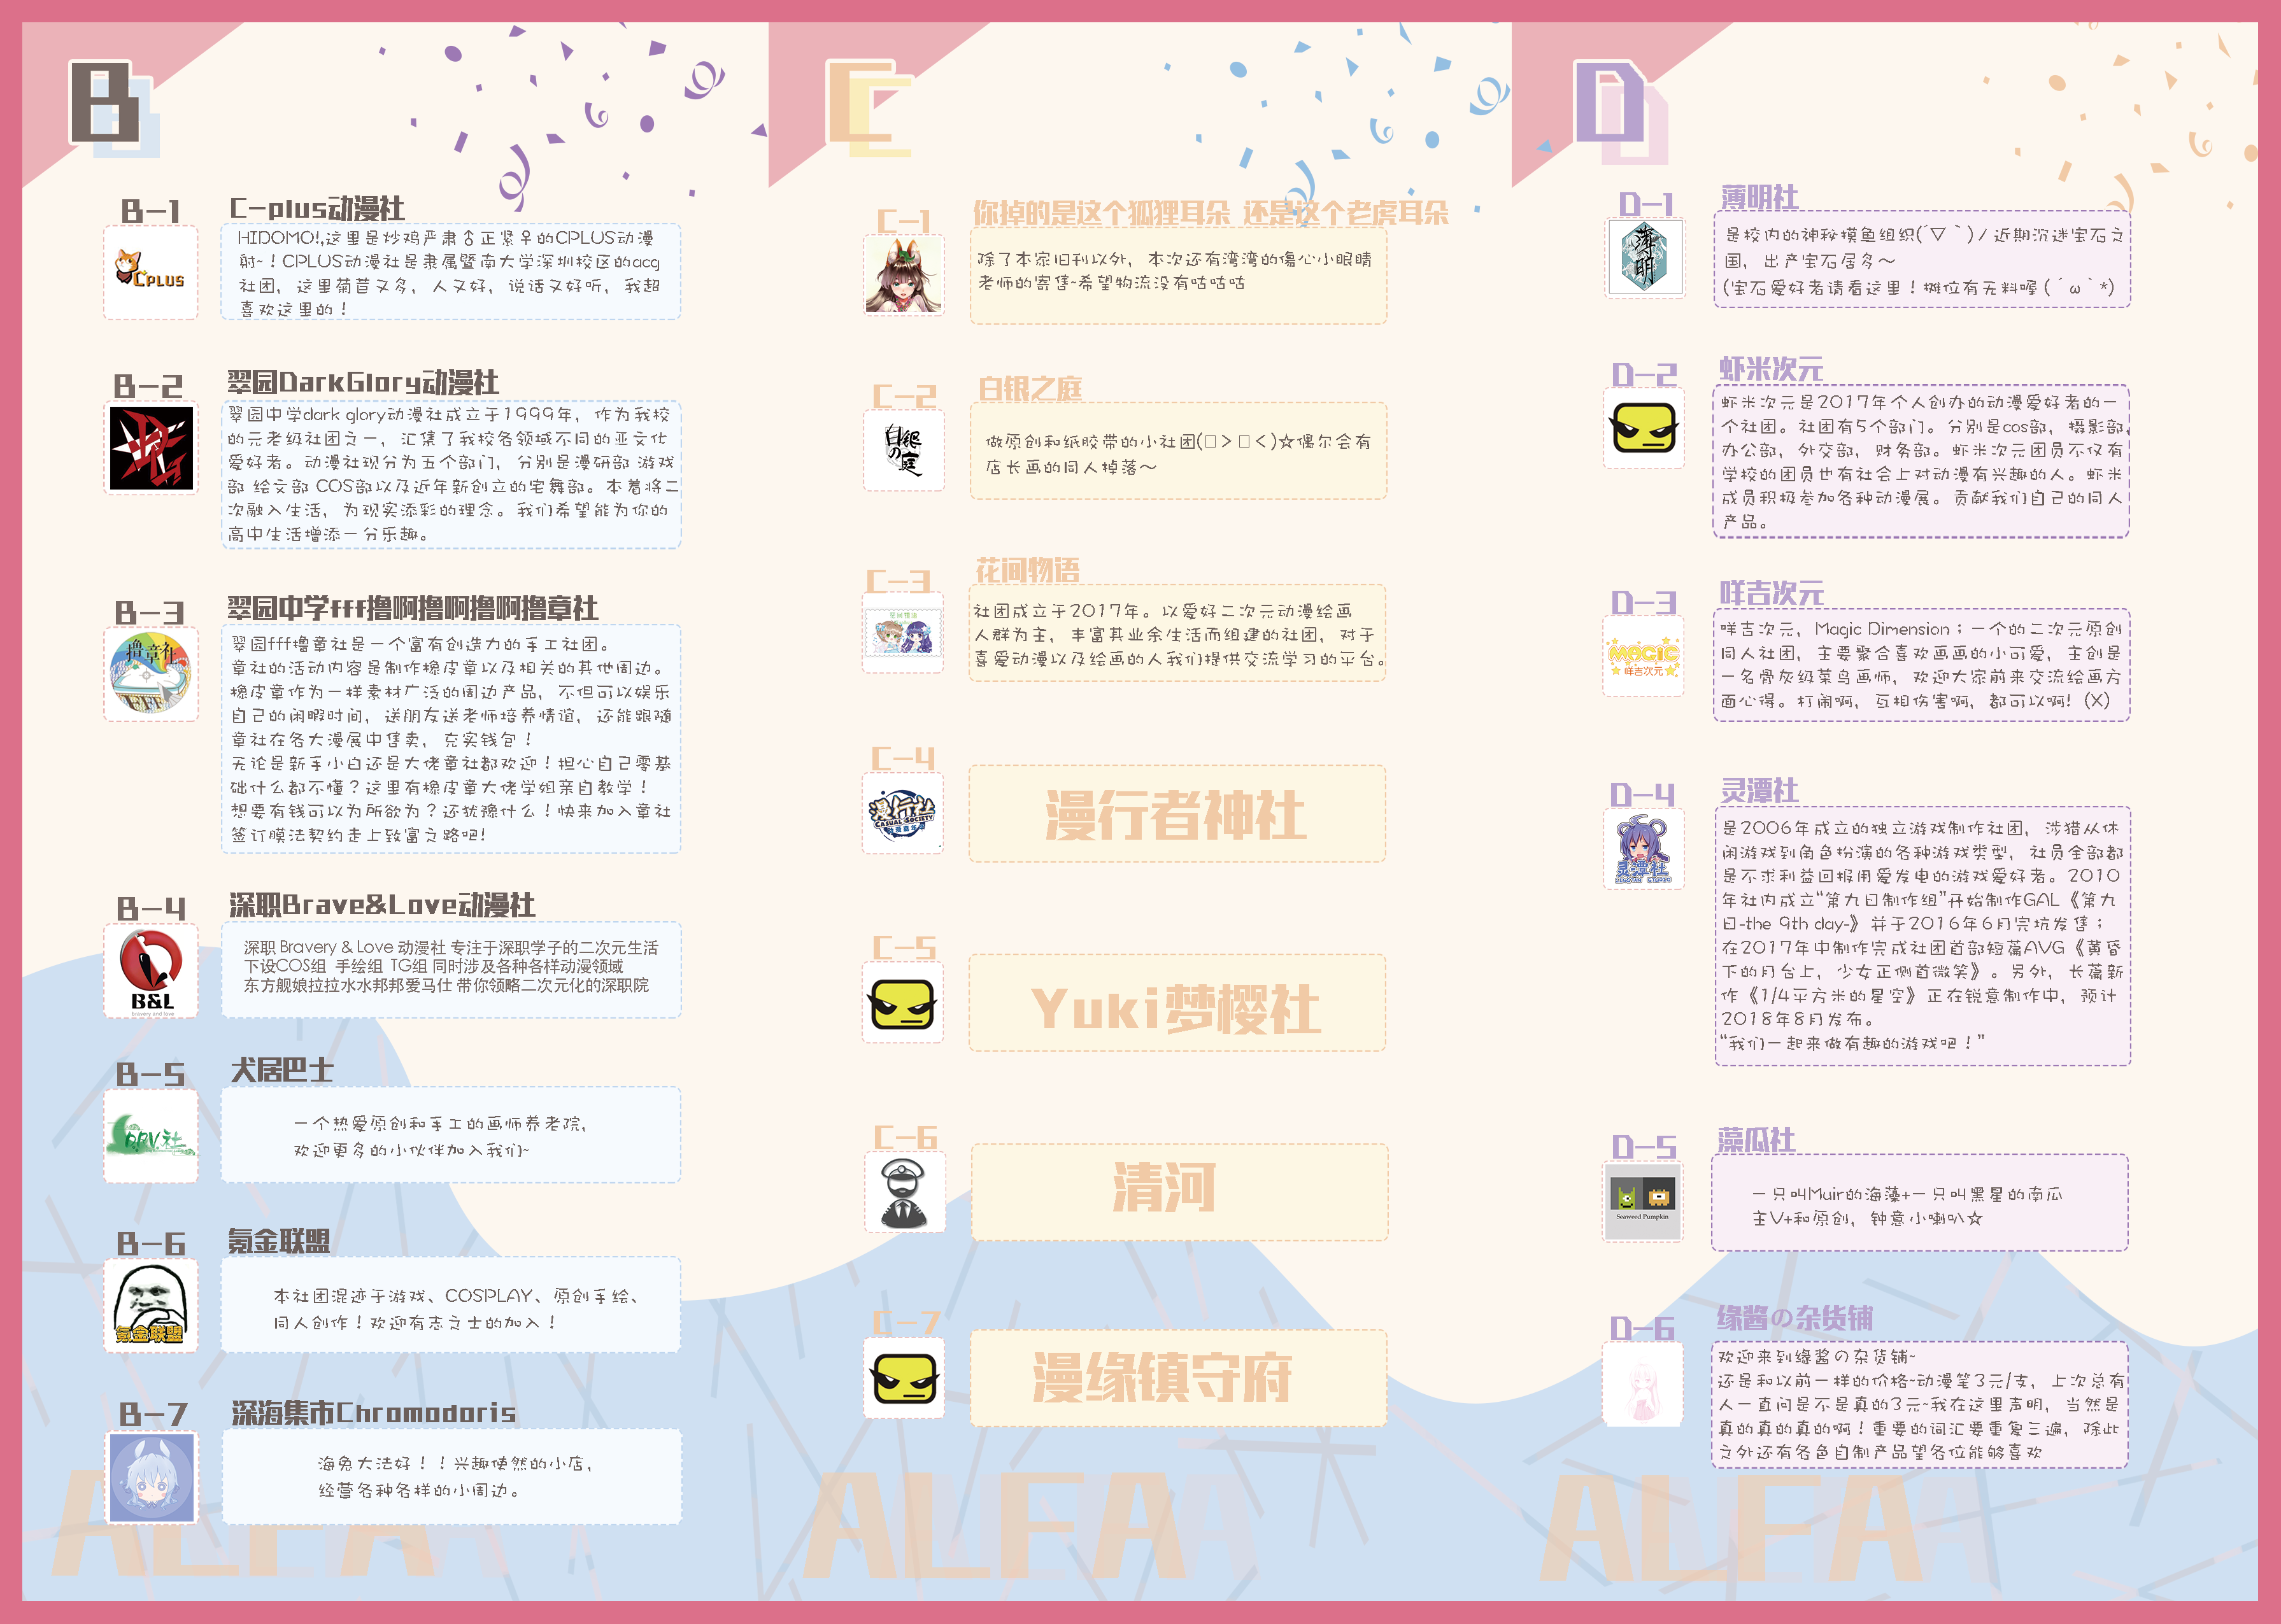 B
B-1
C-plus动漫社
CPLUS
HIDOMO!,这里是炒鸡严肃♁正紧♀的CPLUS动漫
射~！CPLUS动漫社是隶属暨南大学深圳校区的acg
社团，这里菊苣又多，人又好，说话又好听，我超
喜欢这里的！
B-2
翠园DarkGlory动漫社
翠园中学dark glory动漫社成立于1999年，作为我校
的元老级社团之一，汇集了我校各领域不同的亚文化
爱好者。动漫社现分为五个部门，分别是漫研部 游戏
部 绘文部 COS部以及近年新创立的宅舞部。本着将二
次融入生活，为现实添彩的理念。我们希望能为你的
高中生活增添一分乐趣。
B-3
翠园中学fff撸啊撸啊撸啊撸章社
撸章社
FFF
翠园fff撸章社是一个富有创造力的手工社团。
章社的活动内容是制作橡皮章以及相关的其他周边。
橡皮章作为一样素材广泛的周边产品，不但可以娱乐
自己的闲暇时间，送朋友送老师培养情谊，还能跟随
章社在各大漫展中售卖，充实钱包！
无论是新手小白还是大佬章社都欢迎！担心自己零基
础什么都不懂？这里有橡皮章大佬学姐亲自教学！
想要有钱可以为所欲为？还犹豫什么！快来加入章社
签订膜法契约走上致富之路吧!
B-4
深职Brave&Love动漫社
B&L
bravery and love
深职 Bravery & Love 动漫社 专注于深职学子的二次元生活
下设COS组 手绘组 TG组 同时涉及各种各样动漫领域
东方舰娘拉拉水水邦邦爱马仕 带你领略二次元化的深职院
B-5
犬居巴士
一个热爱原创和手工的画师养老院，
欢迎更多的小伙伴加入我们~
B-6
氪金联盟
氪金联盟
本社团混迹于游戏、COSPLAY、原创手绘、
同人创作！欢迎有志之士的加入！
B-7
深海集市Chromodoris
海兔大法好！！兴趣使然的小店，
经营各种各样的小周边。
ALFA
C
C-1
你掉的是这个狐狸耳朵 还是这个老虎耳朵
除了本家旧刊以外，本次还有湾湾的傷心小眼睛
老师的寄售~希望物流没有咕咕咕
C-2
白银之庭
白银の庭
做原创和纸胶带的小社团(□>□<)☆偶尔会有
店长画的同人掉落～
C-3
花间物语
社团成立于2017年。以爱好二次元动漫绘画
人群为主，丰富其业余生活而组建的社团，对于
喜爱动漫以及绘画的人我们提供交流学习的平台。
C-4
漫行社
CASUAL SOCIETY
漫行者神社
C-5
Yuki梦樱社
C-6
清河
C-7
漫缘镇守府
ALFA
D
D-1
薄明社
薄明
是校内的神秘摸鱼组织(´▽｀)ﾉ近期沉迷宝石之
国，出产宝石居多～
(宝石爱好者请看这里！摊位有无料喔(´ω｀*)
D-2
虾米次元
虾米次元是2017年个人创办的动漫爱好者的一
个社团。社团有5个部门。分别是cos部，摄影部，
办公部，外交部，财务部。虾米次元团员不仅有
学校的团员也有社会上对动漫有兴趣的人。虾米
成员积极参加各种动漫展。贡献我们自己的同人
产品。
D-3
咩吉次元
MAGIC
咩吉次元
咩吉次元，Magic Dimension；一个的二次元原创
同人社团，主要聚合喜欢画画的小可爱，主创是
一名骨灰级菜鸟画师，欢迎大家前来交流绘画方
面心得。打闹啊，互相伤害啊，都可以啊!（X）
D-4
灵潭社
灵潭社
是2006年成立的独立游戏制作社团，涉猎从休
闲游戏到角色扮演的各种游戏类型，社员全部都
是不求利益回报用爱发电的游戏爱好者。2010
年社内成立“第九日制作组”开始制作GAL《第九
日-the 9th day-》并于2016年6月完坑发售；
在2017年中制作完成社团首部短篇AVG《黄昏
下的月台上，少女正侧首微笑》。另外，长篇新
作《1/4平方米的星空》正在锐意制作中，预计
2018年8月发布。
“我们一起来做有趣的游戏吧！”
D-5
藻瓜社
Seaweed Pumpkin
一只叫Muir的海藻+一只叫黑星的南瓜
主V+和原创，钟意小喇叭☆
D-6
缘酱の杂货铺
欢迎来到缘酱の杂货铺~
还是和以前一样的价格~动漫笔3元/支，上次总有
人一直问是不是真的3元~我在这里声明，当然是
真的真的真的啊！重要的词汇要重复三遍，除此
之外还有各色自制产品望各位能够喜欢
ALFA